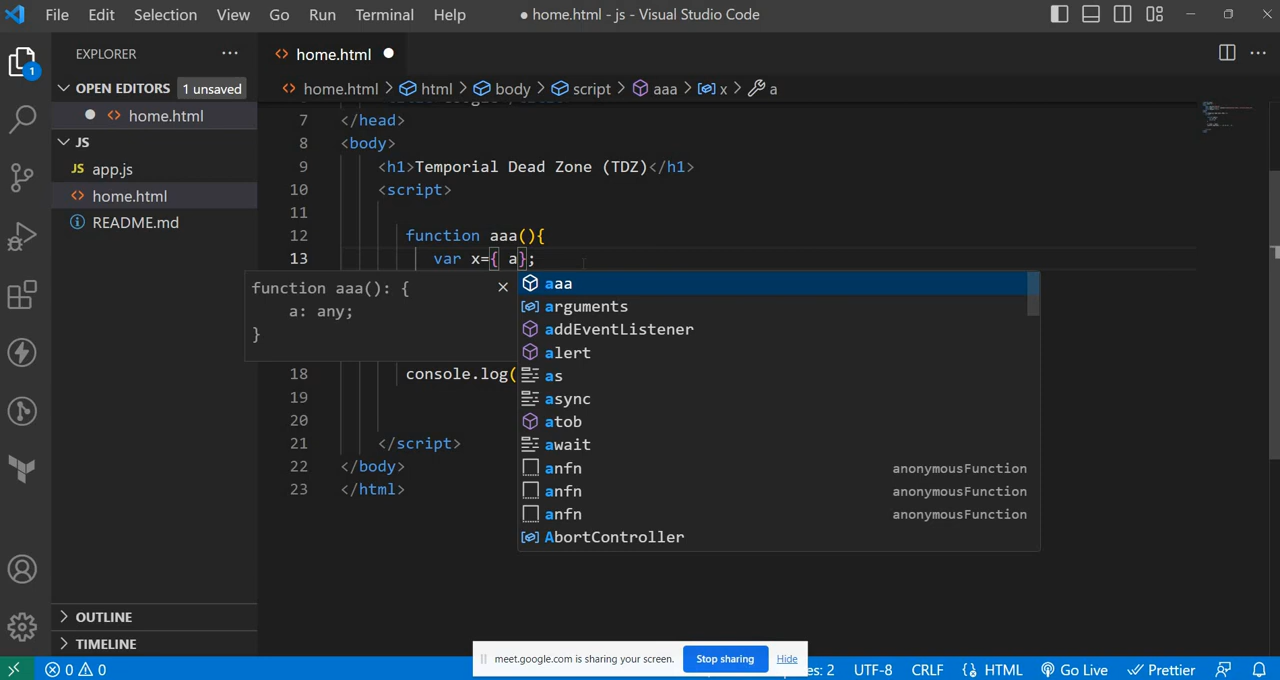 File Edit Selection View Go Run Terminal Help ● home.html - js - Visual Studio Code
EXPLORER ···
home.html
OPEN EDITORS 1 unsaved
home.html > html > body > script > aaa > x > a
home.html
JS
JS app.js
home.html
README.md
7 </head>
8 <body>
9 <h1>Temporial Dead Zone (TDZ)</h1>
10 <script>
11
12 function aaa(){
13 var x={ a};
function aaa(): {
a: any;
}
aaa
arguments
addEventListener
alert
as
async
atob
await
anfn anonymousFunction
anfn anonymousFunction
anfn anonymousFunction
AbortController
18 console.log(
19
20
21 </script>
22 </body>
23 </html>
OUTLINE
TIMELINE
meet.google.com is sharing your screen. Stop sharing Hide
0 0 UTF-8 CRLF HTML Go Live Prettier